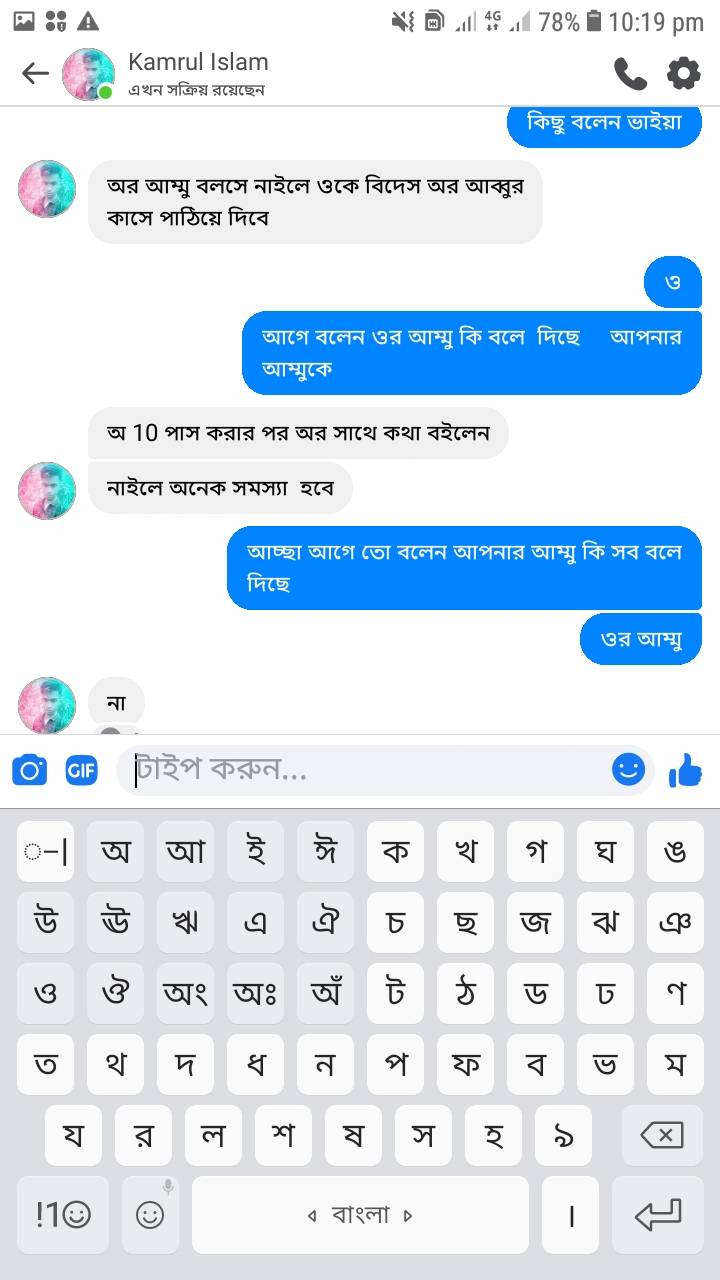 4G 78% 10:19 pm
Kamrul Islam
এখন সক্রিয় রয়েছেন
কিছু বলেন ভাইয়া
অর আম্মু বলসে নাইলে ওকে বিদেস অর আব্বুর
কাসে পাঠিয়ে দিবে
ও
আগে বলেন ওর আম্মু কি বলে দিছে আপনার
আম্মুকে
অ 10 পাস করার পর অর সাথে কথা বইলেন
নাইলে অনেক সমস্যা হবে
আচ্ছা আগে তো বলেন আপনার আম্মু কি সব বলে
দিছে
ওর আম্মু
না
GIF টাইপ করুন...
ঃ–| অ আ ই ঈ ক খ গ ঘ ঙ
উ ঊ ঋ এ ঐ চ ছ জ ঝ ঞ
ও ঔ অং অঃ অঁ ট ঠ ড ঢ ণ
ত থ দ ধ ন প ফ ব ভ ম
য র ল শ ষ স হ ৯
!1☺ বাংলা ।